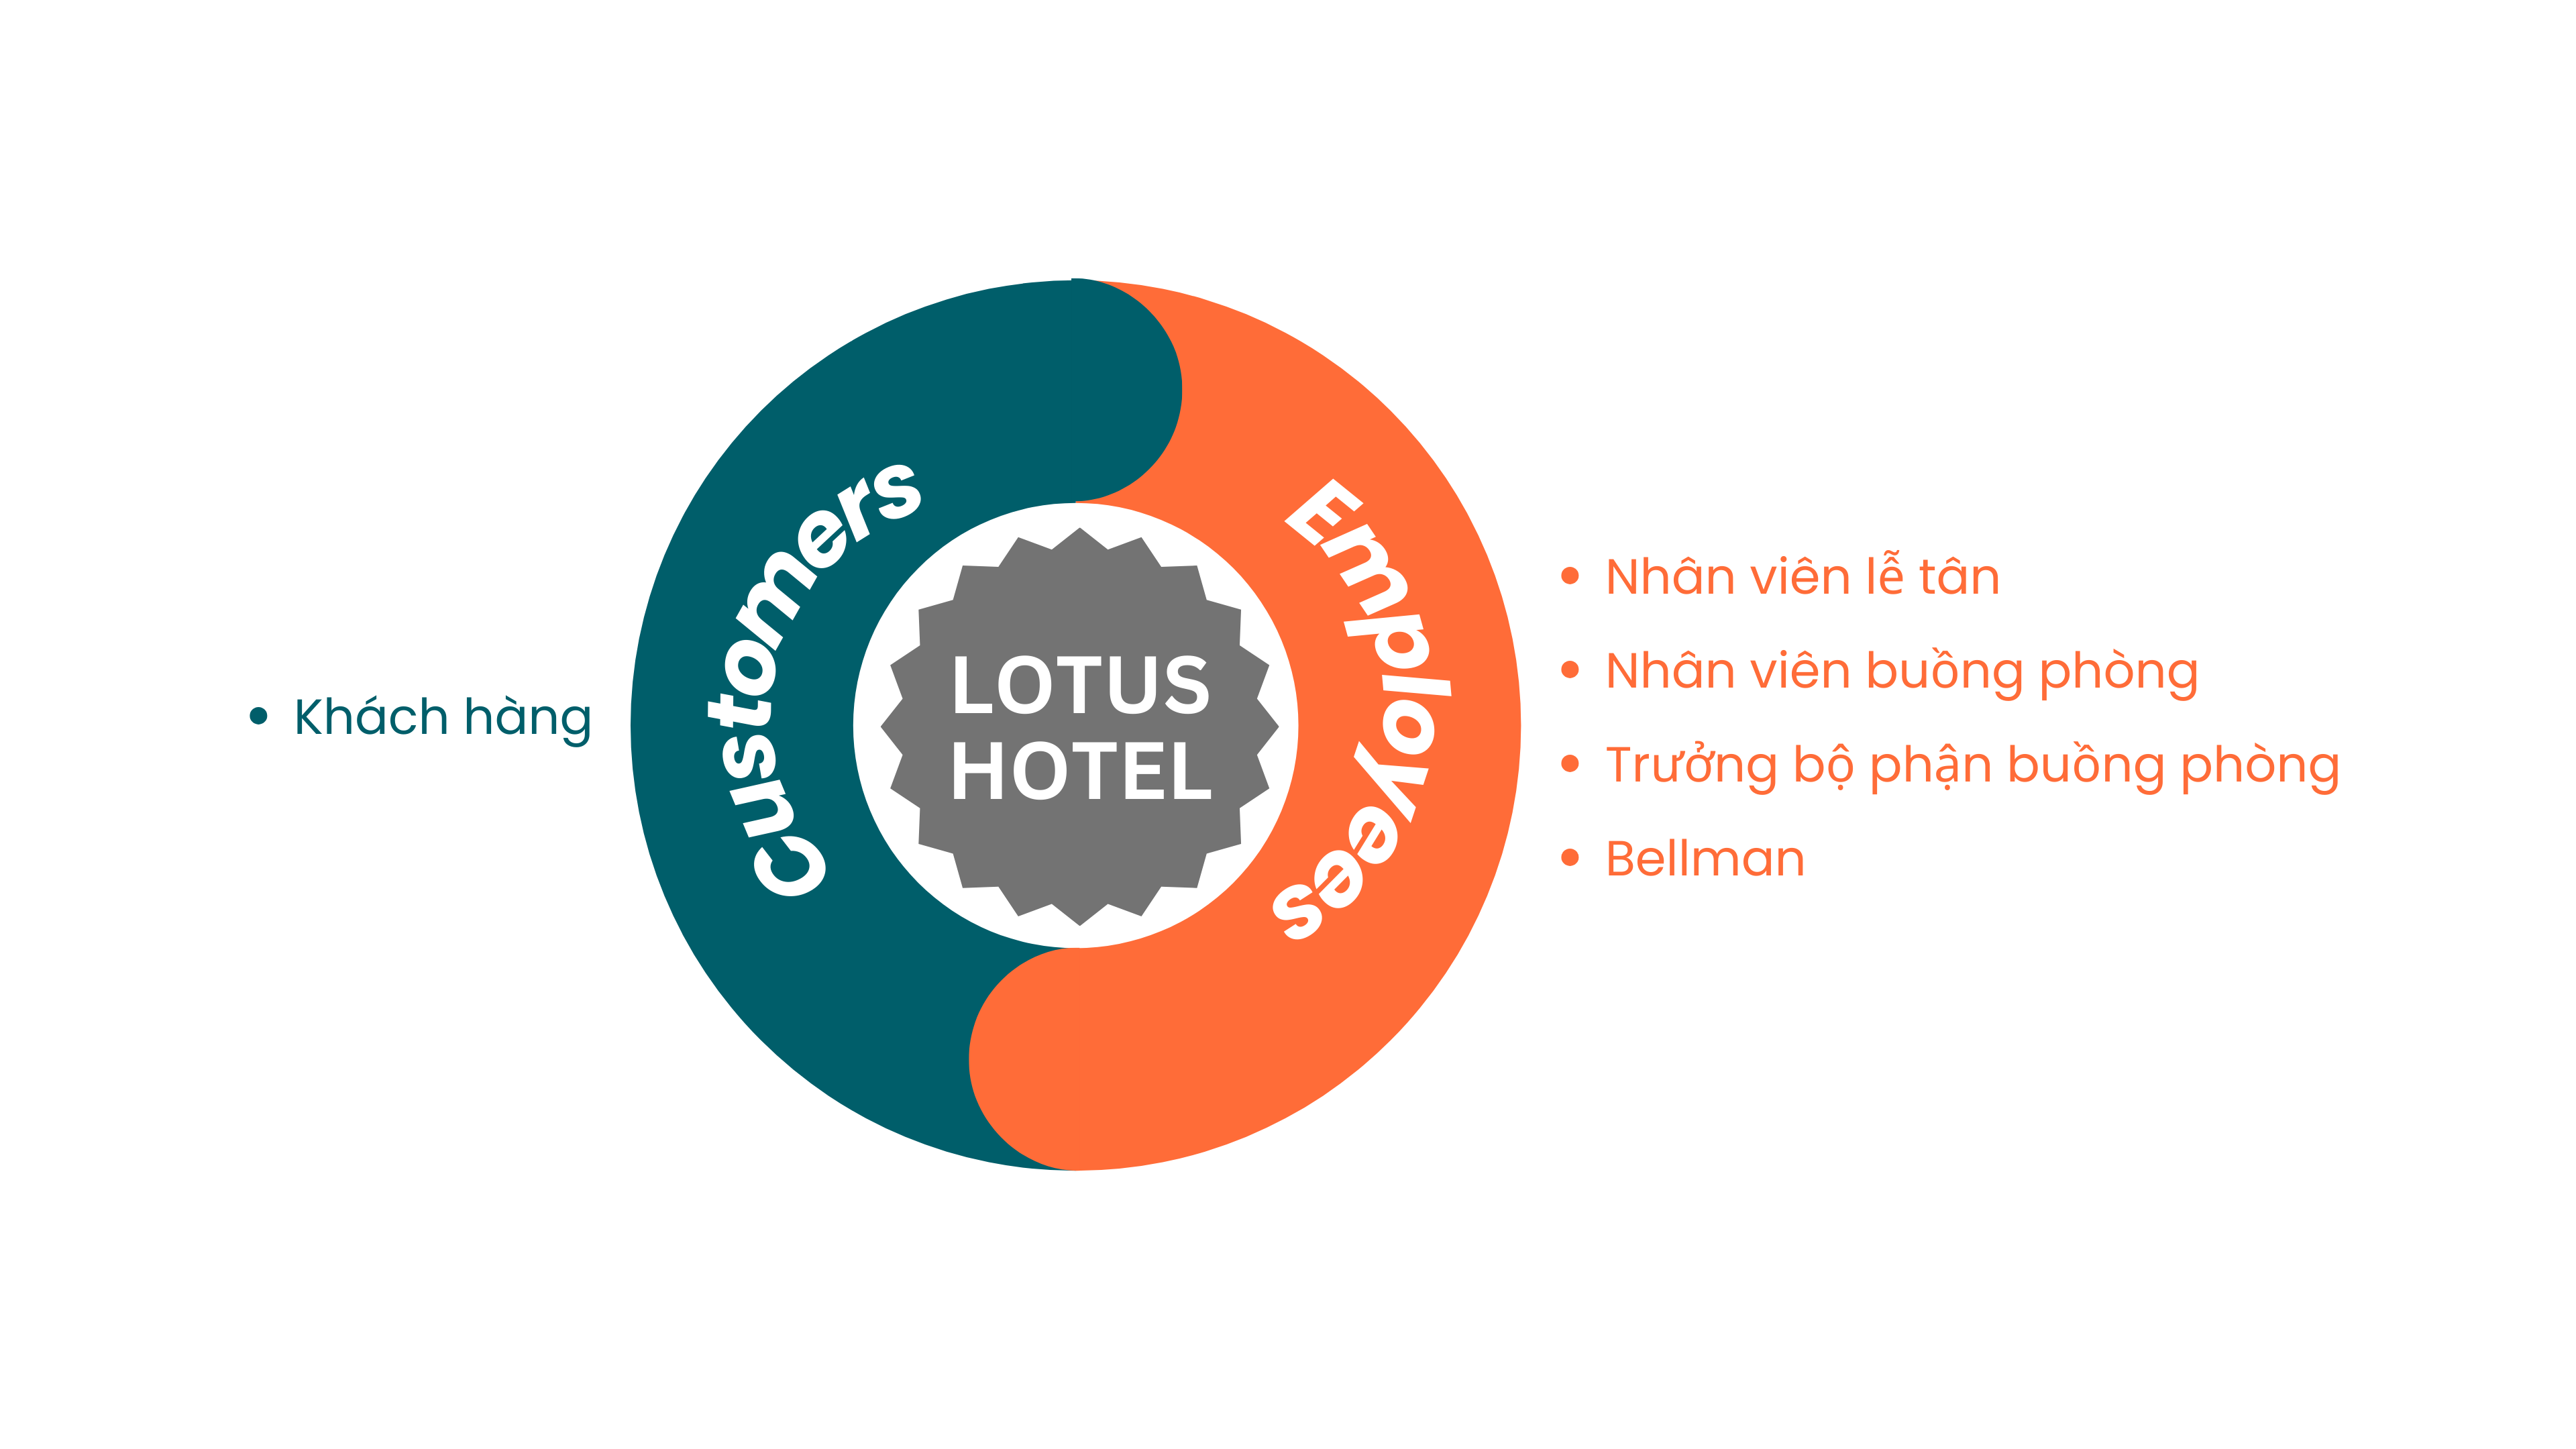 Customers
Khách hàng
LOTUS
HOTEL
Employees
Nhân viên lễ tân
Nhân viên buồng phòng
Trưởng bộ phận buồng phòng
Bellman